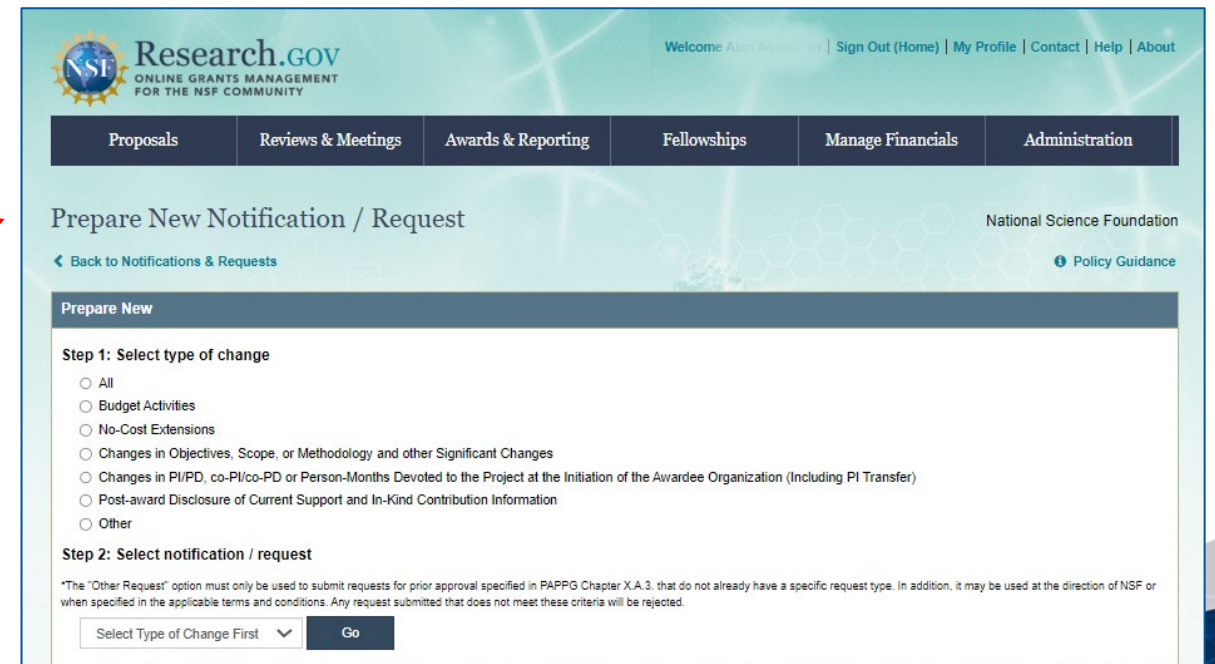 NSF
Research.gov
ONLINE GRANTS MANAGEMENT
FOR THE NSF COMMUNITY
Welcome | Sign Out (Home) | My Profile | Contact | Help | About
Proposals Reviews & Meetings Awards & Reporting Fellowships Manage Financials Administration
Prepare New Notification / Request
National Science Foundation
Back to Notifications & Requests
Policy Guidance
Prepare New
Step 1: Select type of change
All
Budget Activities
No-Cost Extensions
Changes in Objectives, Scope, or Methodology and other Significant Changes
Changes in PI/PD, co-PI/co-PD or Person-Months Devoted to the Project at the Initiation of the Awardee Organization (Including PI Transfer)
Post-award Disclosure of Current Support and In-Kind Contribution Information
Other
Step 2: Select notification / request
*The "Other Request" option must only be used to submit requests for prior approval specified in PAPPG Chapter X.A.3. that do not already have a specific request type. In addition, it may be used at the direction of NSF or
when specified in the applicable terms and conditions. Any request submitted that does not meet these criteria will be rejected.
Select Type of Change First Go